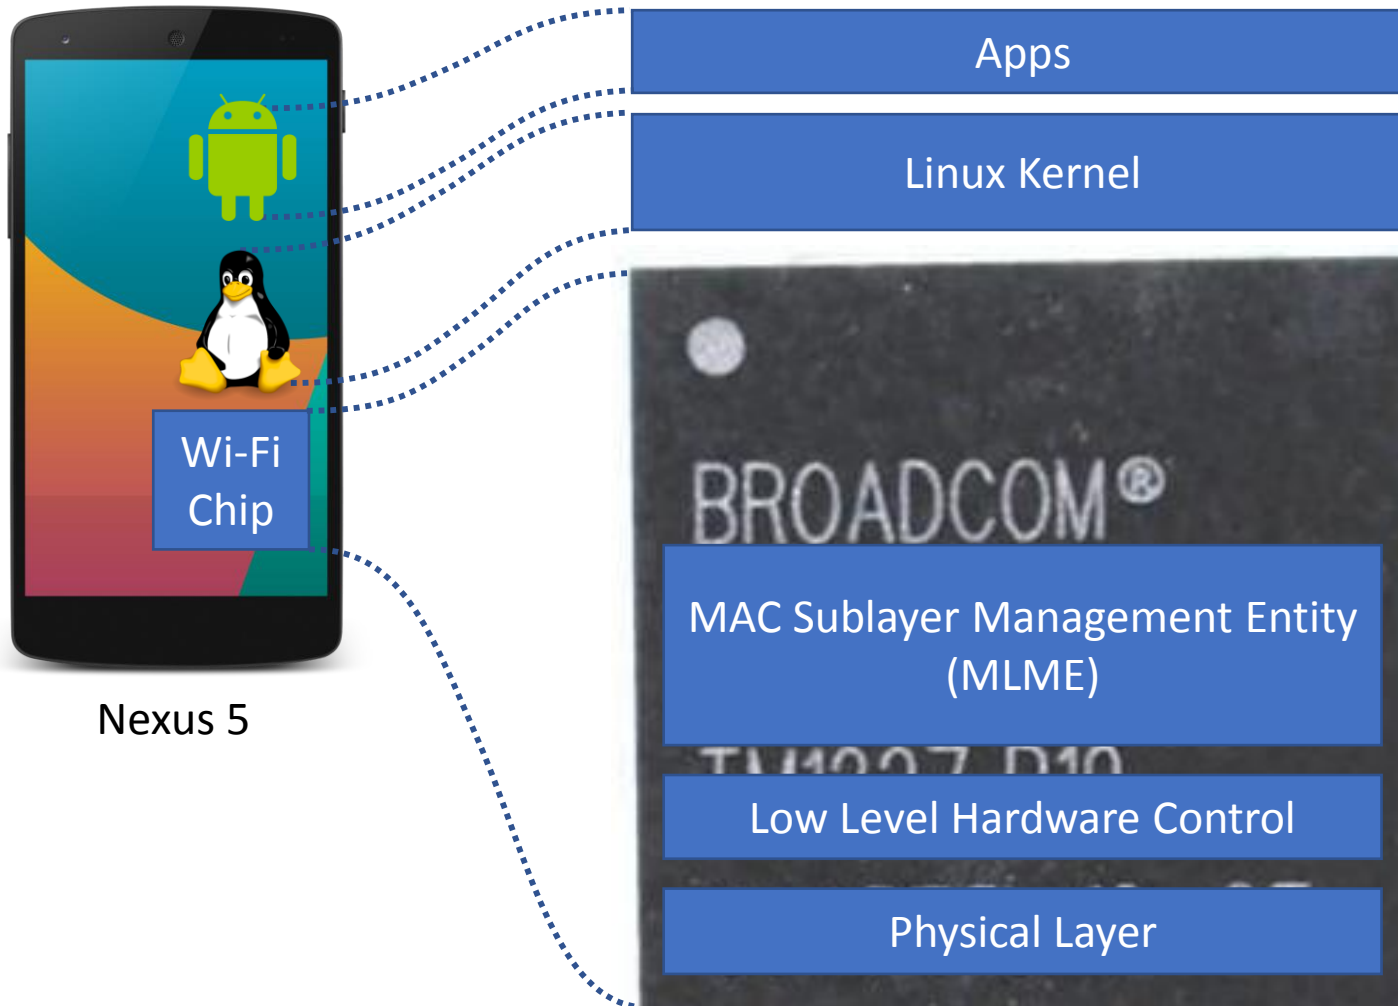 Apps
Linux Kernel
Wi-Fi
Chip
BROADCOM®
MAC Sublayer Management Entity
(MLME)
Low Level Hardware Control
Physical Layer
Nexus 5